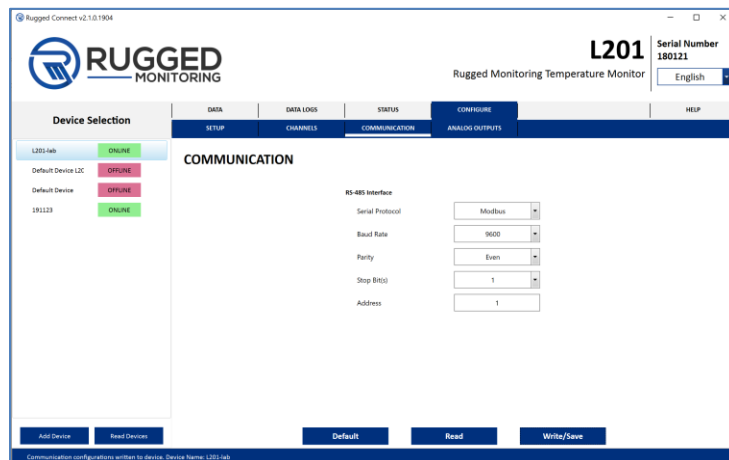 Rugged Connect v2.1.0.1904
RUGGED
MONITORING
L201
Rugged Monitoring Temperature Monitor
Serial Number
180121
English
Device Selection
DATA
DATA LOGS
STATUS
CONFIGURE
HELP
SETUP
CHANNELS
COMMUNICATION
ANALOG OUTPUTS
L201-lab ONLINE
Default Device L2C OFFLINE
Default Device OFFLINE
191123 ONLINE
COMMUNICATION
RS-485 Interface
Serial Protocol Modbus
Baud Rate 9600
Parity Even
Stop Bit(s) 1
Address 1
Add Device
Read Devices
Default
Read
Write/Save
Communication configurations written to device. Device Name: L201-lab